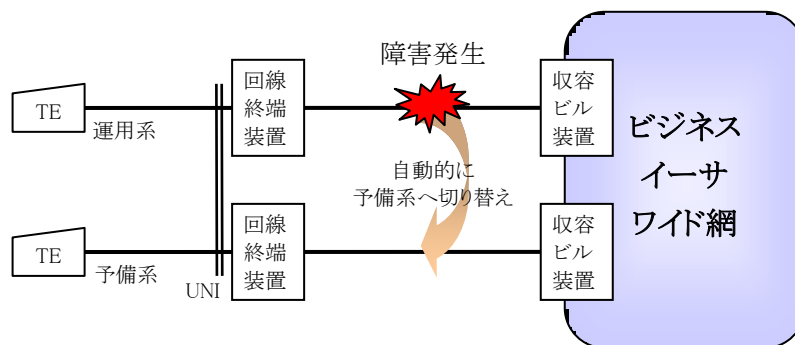 障害発生
回線
終端
装置
収容
ビル
装置
TE
運用系
ビジネス
イーサ
ワイド網
自動的に
予備系へ切り替え
回線
終端
装置
収容
ビル
装置
TE
予備系
UNI